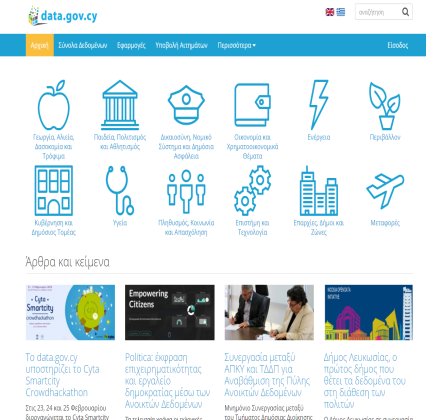 data.gov.cy
αναζήτηση
Αρχική Σύνολα Δεδομένων Εφαρμογές Υποβολή Αιτημάτων Περισσότερα Είσοδος
Γεωργία, Αλιεία, Δασοκομία και Τρόφιμα
Παιδεία, Πολιτισμός και Αθλητισμός
Δικαιοσύνη, Νομικό Σύστημα και Δημόσια Ασφάλεια
Οικονομία και Χρηματοοικονομικά Θέματα
Ενέργεια
Περιβάλλον
Κυβέρνηση και Δημόσιος Τομέας
Υγεία
Πληθυσμός, Κοινωνία και Απασχόληση
Επιστήμη και Τεχνολογία
Επαρχίες, Δήμοι και Ζώνες
Μεταφορές
Άρθρα και κείμενα
Cyta
Smartcity
crowdhackathon
Empowering
Citizens
Το data.gov.cy
υποστηρίζει το Cyta
Smartcity
Crowdhackathon
Στις 23, 24 και 25 Φεβρουαρίου
διοργανώνεται το Cyta Smartcity
Politica: έκφραση
επιχειρηματικότητας
και εργαλείο
δημοκρατίας μέσω των
Ανοικτών Δεδομένων
Συνεργασία μεταξύ
ΑΠΚΥ και ΤΔΔΠ για
Αναβάθμιση της Πύλης
Ανοικτών Δεδομένων
Μνημόνιο Συνεργασίας μεταξύ
του Τμήματος Δημόσιας Διοίκησης
Δήμος Λευκωσίας, ο
πρώτος δήμος που
θέτει τα δεδομένα του
στη διάθεση των
πολιτών
Ο Δήμος Λευκωσίας σε συνεργασία